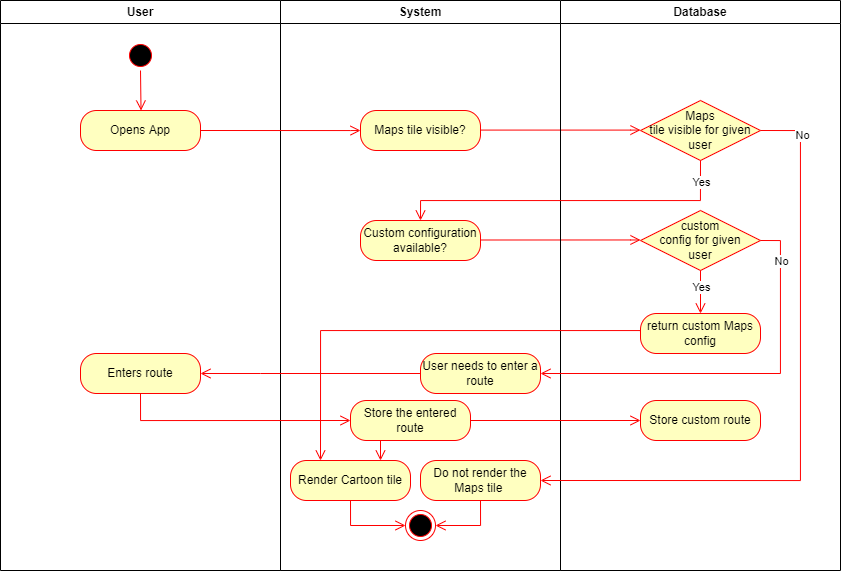 User
System
Database
Opens App
Maps tile visible?
Maps
tile visible for given
user
No
Yes
Custom configuration
available?
custom
config for given
user
No
Yes
return custom Maps
config
Enters route
User needs to enter a
route
Store the entered
route
Store custom route
Render Cartoon tile
Do not render the
Maps tile